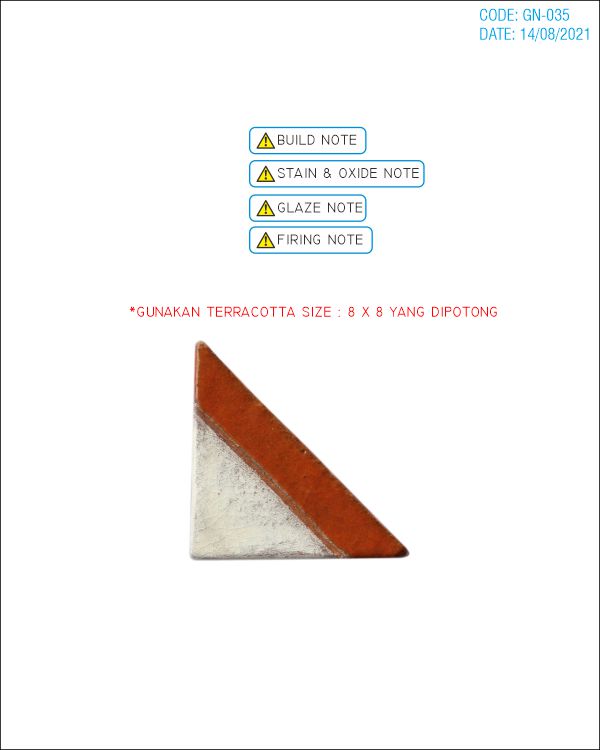 CODE: GN-035
DATE: 14/08/2021
BUILD NOTE
STAIN & OXIDE NOTE
GLAZE NOTE
FIRING NOTE
*GUNAKAN TERRACOTTA SIZE : 8 X 8 YANG DIPOTONG